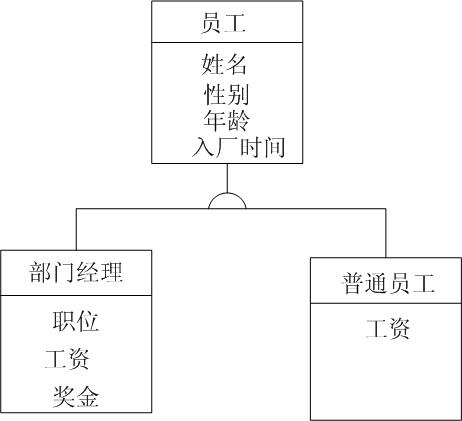 员工
姓名
性别
年龄
入厂时间
部门经理
职位
工资
奖金
普通员工
工资